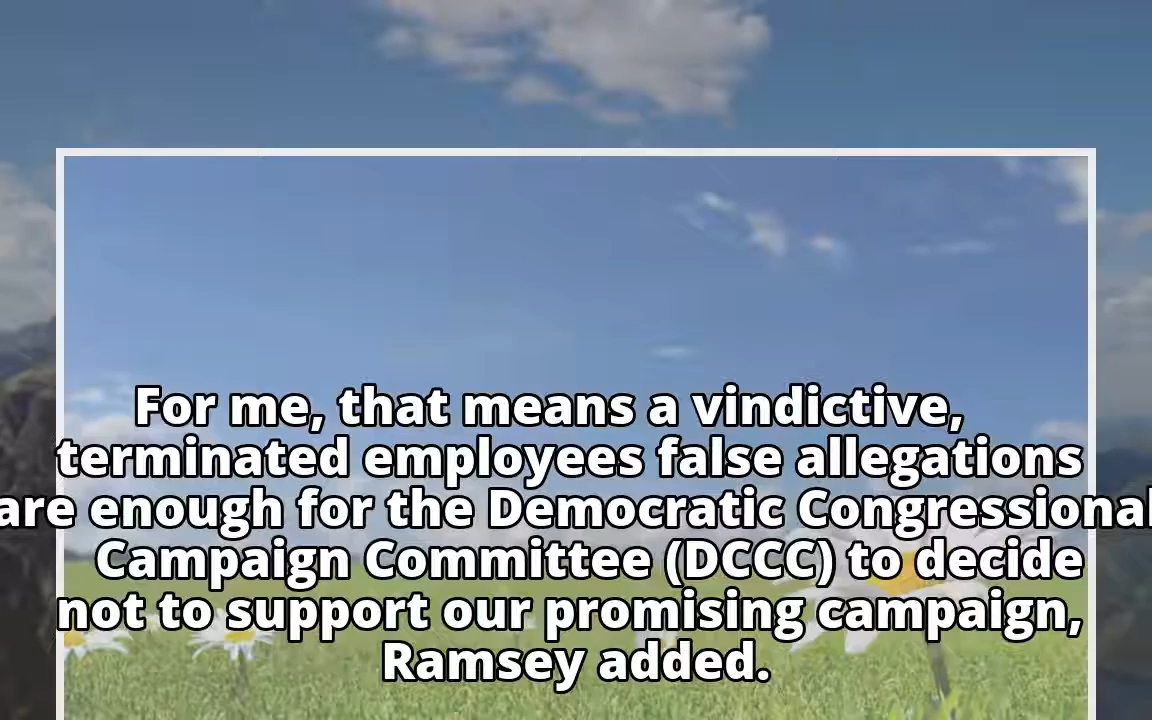 For me, that means a vindictive,
terminated employees false allegations
are enough for the Democratic Congressional
Campaign Committee (DCCC) to decide
not to support our promising campaign,
Ramsey added.